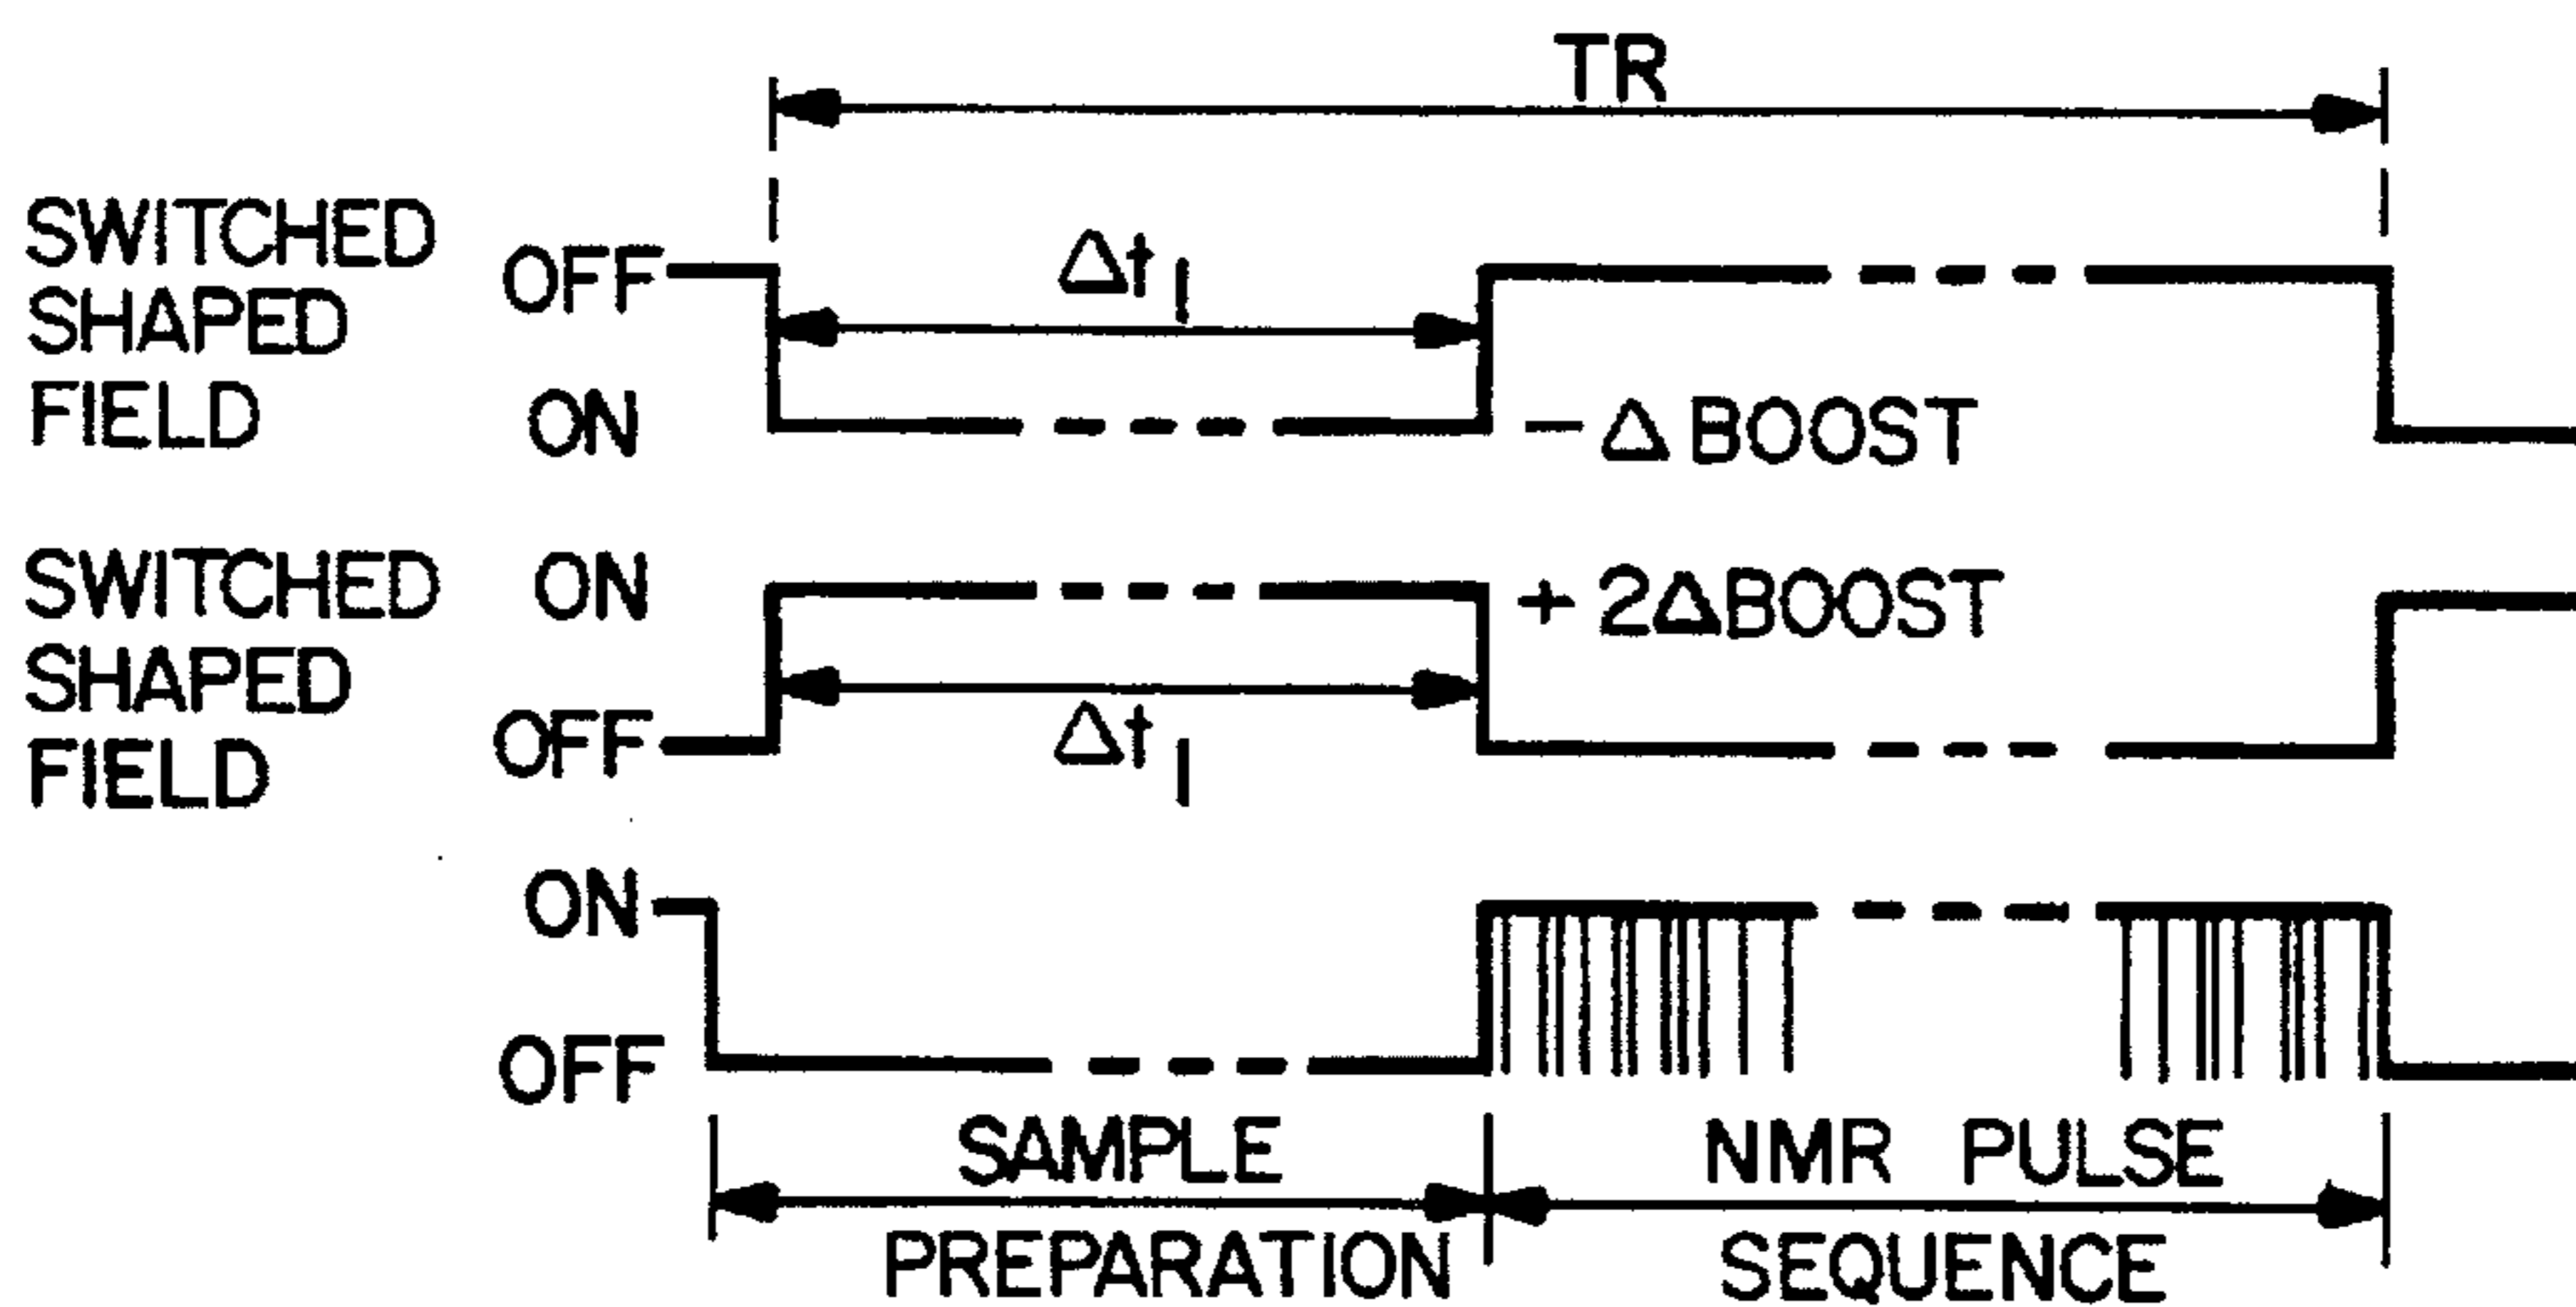 TR
SWITCHED
SHAPED
FIELD
OFF
ON
Δt1
− Δ BOOST
SWITCHED
SHAPED
FIELD
ON
OFF
+ 2ΔBOOST
Δt1
ON
OFF
SAMPLE
PREPARATION
NMR PULSE
SEQUENCE